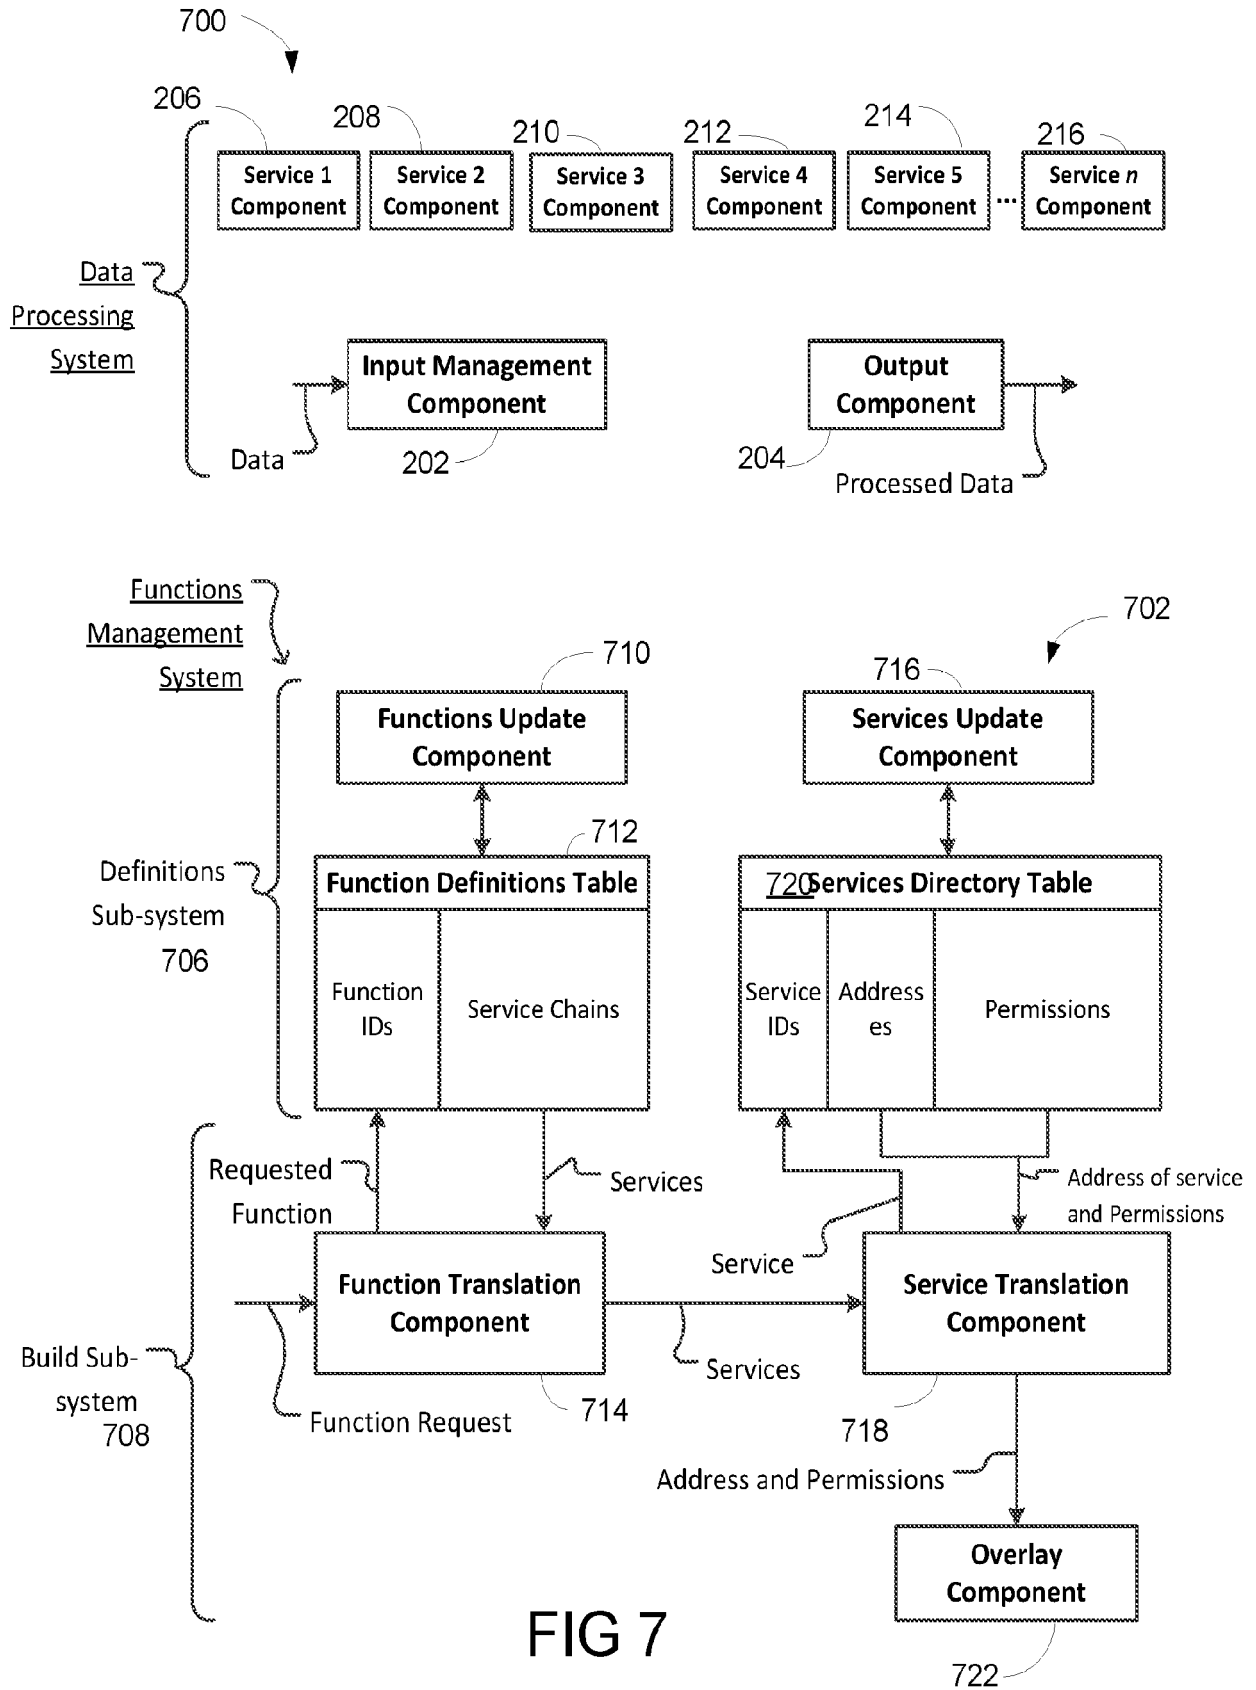 700
206
208
210
212
214
216
Service 1
Component
Service 2
Component
Service 3
Component
Service 4
Component
Service 5
Component
...
Service n
Component
Data
Processing
System
Input Management
Component
Output
Component
Data
202
204
Processed Data
Functions
Management
System
702
710
716
Functions Update
Component
Services Update
Component
712
Function Definitions Table
720
Services Directory Table
Definitions
Sub-system
706
Function
IDs
Service Chains
Service
IDs
Address
es
Permissions
Requested
Function
Services
Service
Address of service
and Permissions
Function Translation
Component
Service Translation
Component
Services
Build Sub-
system
708
Function Request
714
718
Address and Permissions
Overlay
Component
FIG 7
722